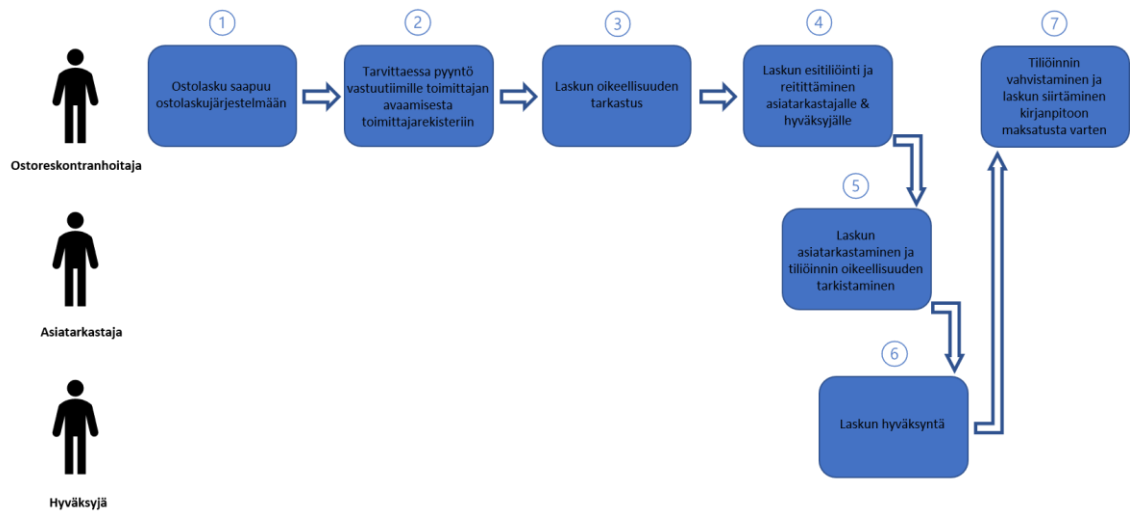 1
2
3
4
7
Ostolasku saapuu
ostolaskujärjestelmään
Tarvittaessa pyyntö
vastuutiimille toimittajan
avaamisesta
toimittajarekisteriin
Laskun oikeellisuuden
tarkastus
Laskun esitiliöinti ja
reitittäminen
asiatarkastajalle &
hyväksyjälle
Tiliöinnin
vahvistaminen ja
laskun siirtäminen
kirjanpitoon
maksatusta varten
Ostoreskontranhoitaja
5
Laskun
asiatarkastaminen ja
tiliöinnin oikeellisuuden
tarkistaminen
Asiatarkastaja
6
Laskun hyväksyntä
Hyväksyjä